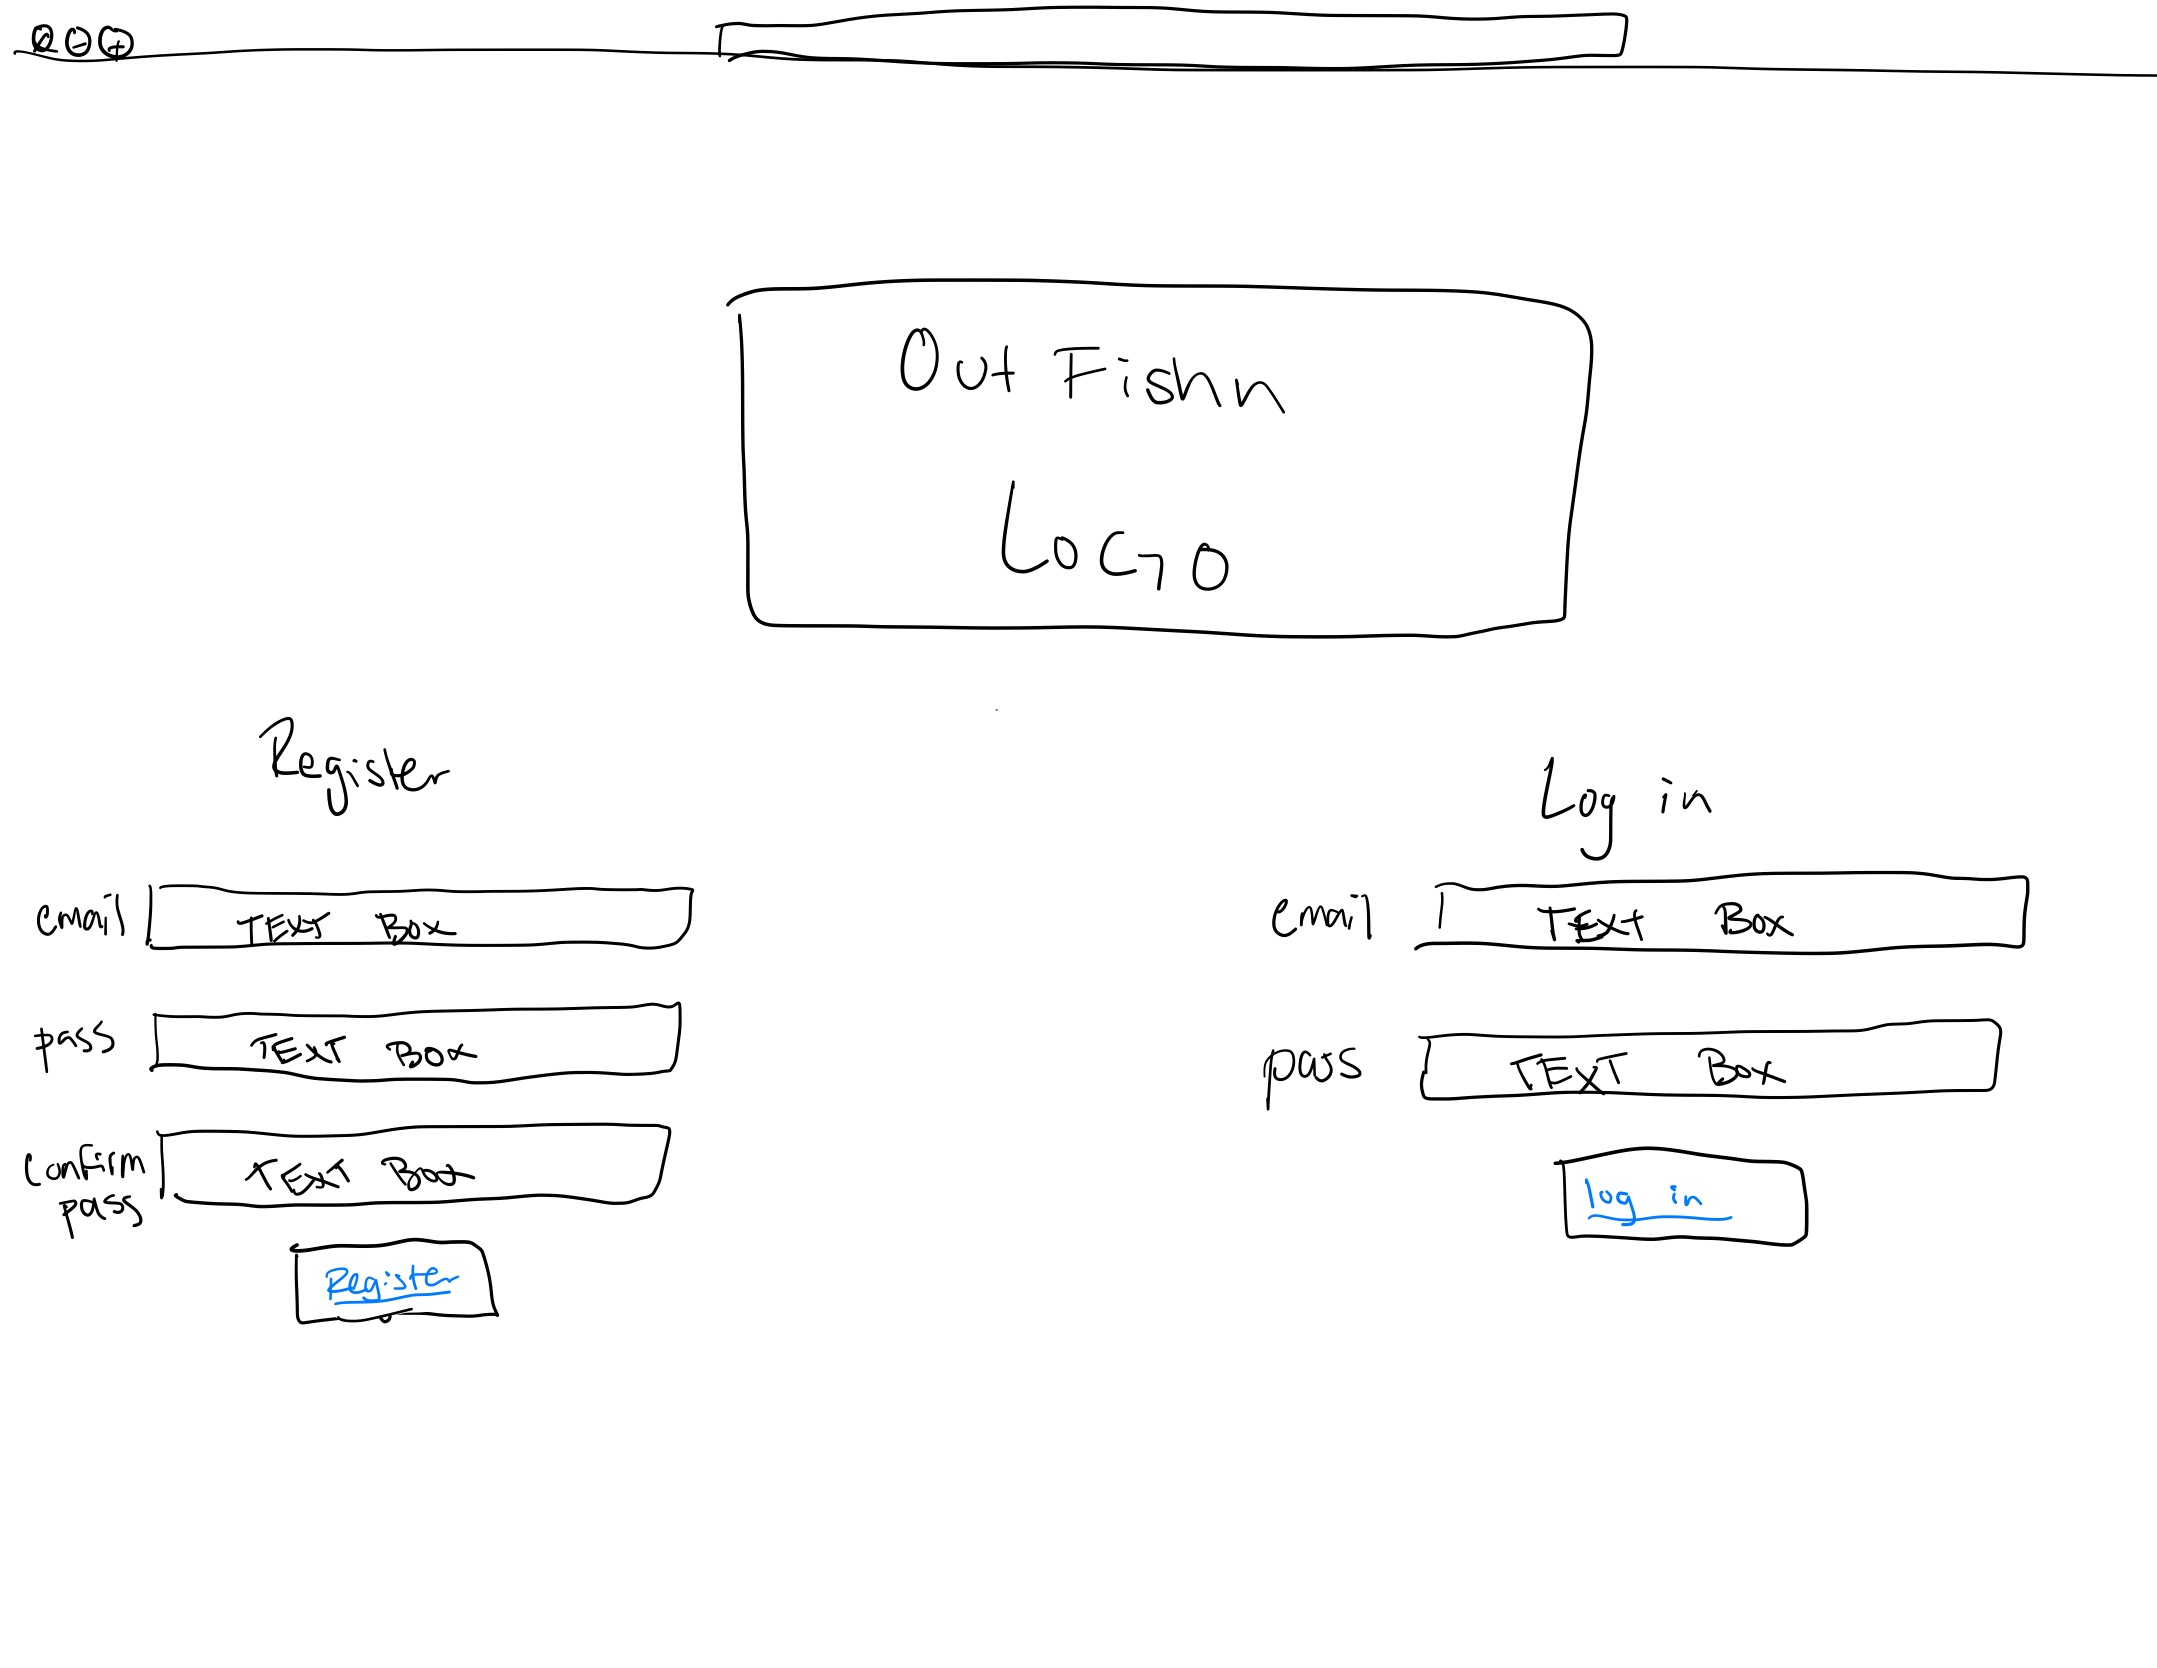 Out Fishn
LOGO
Register
Log in
email
TEXT Box
email
TEXT Box
pass
TEXT Box
pass
TEXT Box
Confirm
pass
TEXT Box
log in
Register